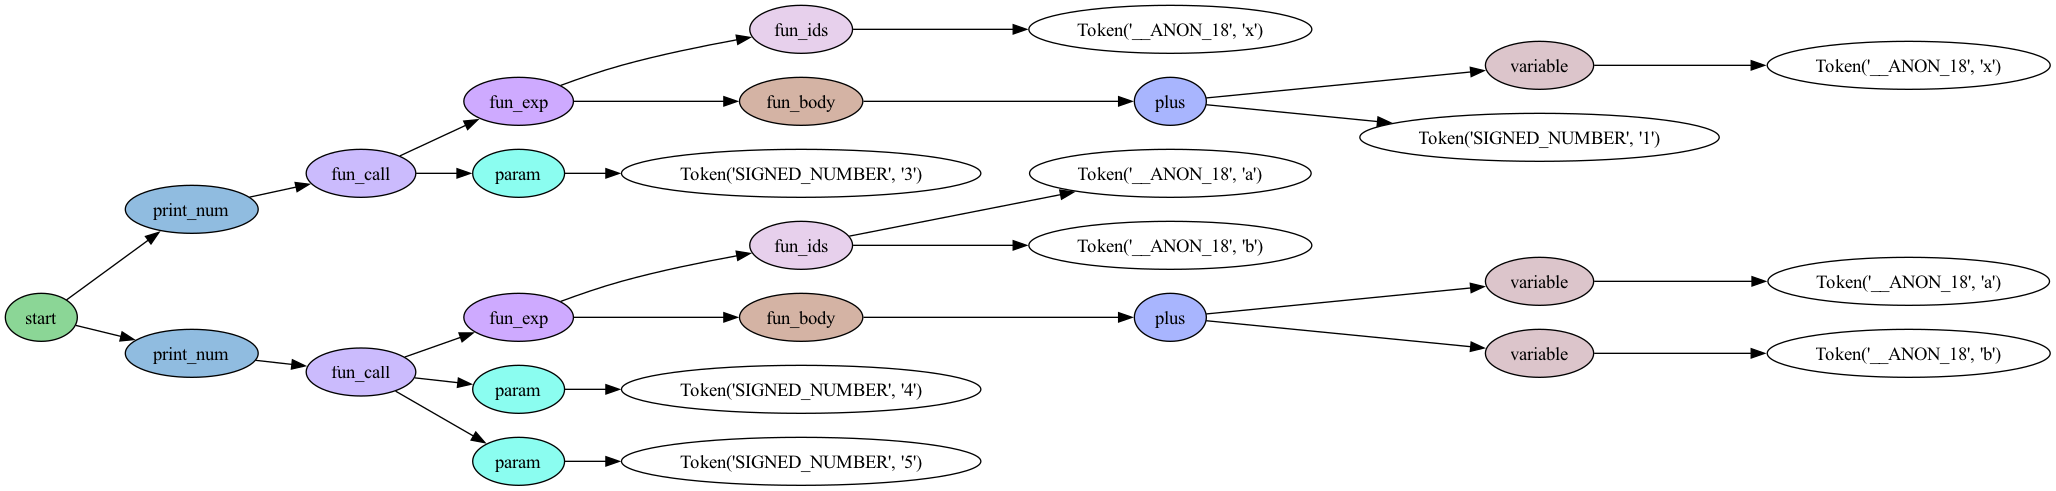 fun_ids
Token('__ANON_18', 'x')
variable
Token('__ANON_18', 'x')
fun_exp
fun_body
plus
Token('SIGNED_NUMBER', '1')
fun_call
param
Token('SIGNED_NUMBER', '3')
Token('__ANON_18', 'a')
print_num
fun_ids
Token('__ANON_18', 'b')
variable
Token('__ANON_18', 'a')
start
fun_exp
fun_body
plus
print_num
variable
Token('__ANON_18', 'b')
fun_call
param
Token('SIGNED_NUMBER', '4')
param
Token('SIGNED_NUMBER', '5')